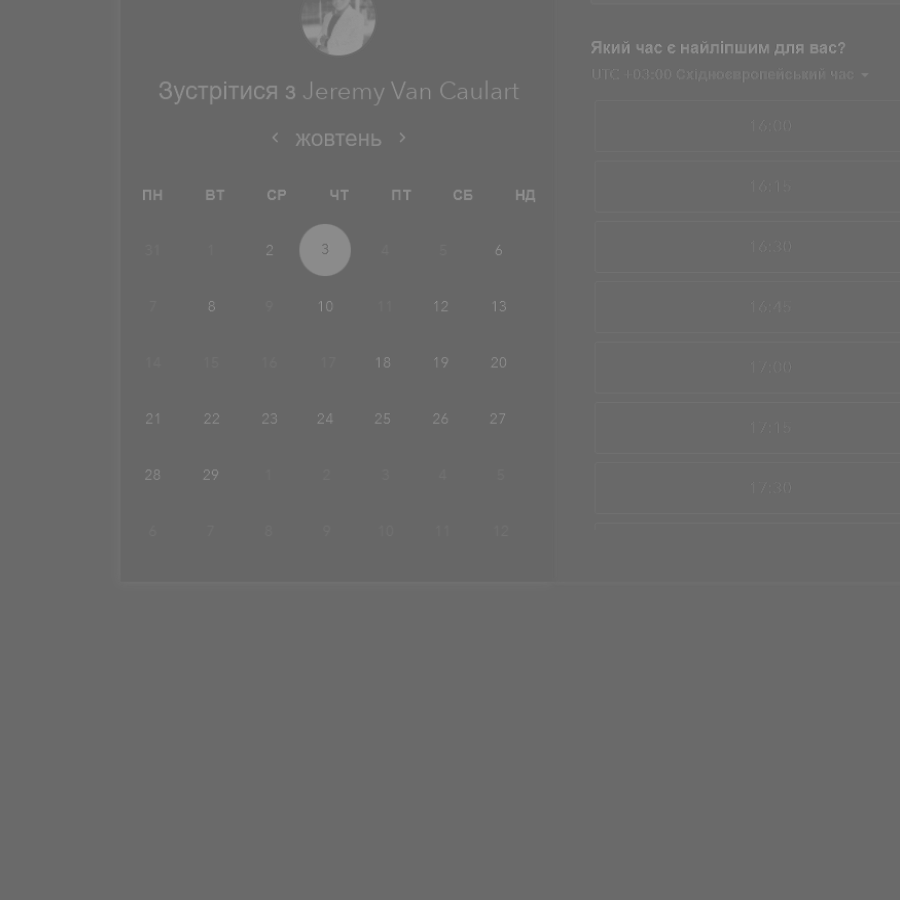 Зустрітися з Jeremy Van Caulart
жовтень
ПН ВТ СР ЧТ ПТ СБ НД
31 1 2 3 4 5 6
7 8 9 10 11 12 13
14 15 16 17 18 19 20
21 22 23 24 25 26 27
28 29 1 2 3 4 5
6 7 8 9 10 11 12
Який час є найліпшим для вас?
UTC +03:00 Східноєвропейський час
16:00
16:15
16:30
16:45
17:00
17:15
17:30